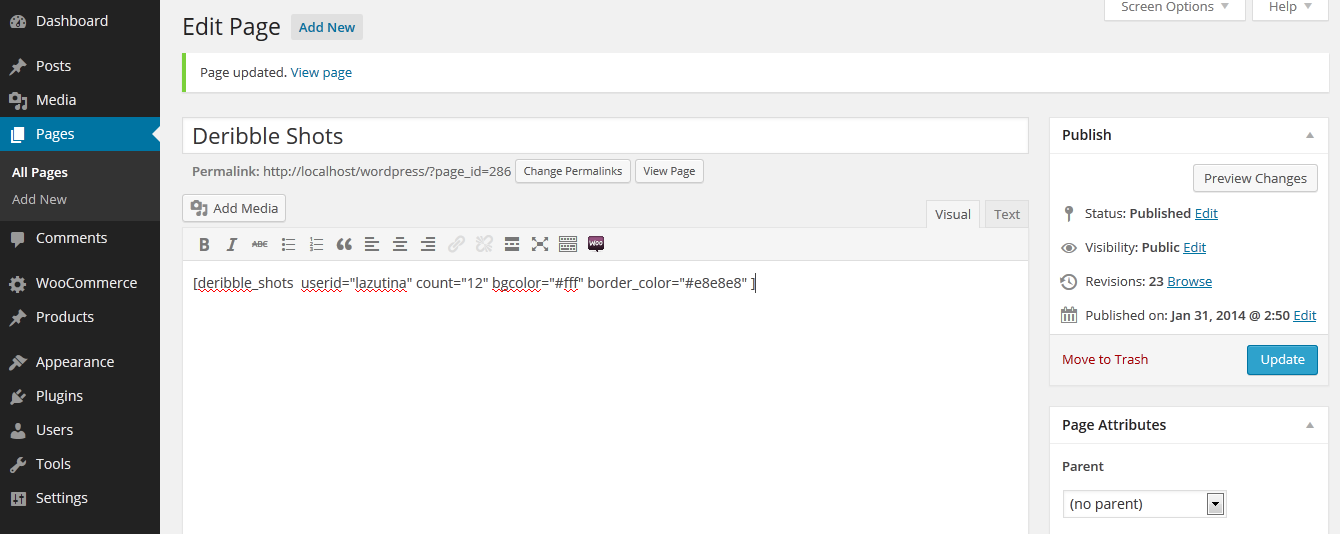 Dashboard
Posts
Media
Pages
All Pages
Add New
Comments
WooCommerce
Products
Appearance
Plugins
Users
Tools
Settings
Screen Options
Help
Edit Page
Add New
Page updated. View page
Deribble Shots
Permalink: http://localhost/wordpress/?page_id=286 Change Permalinks View Page
Add Media
Visual Text
B I ABC Woo
[deribble_shots  userid="lazutina" count="12" bgcolor="#fff" border_color="#e8e8e8" ]
Publish
Preview Changes
Status: Published Edit
Visibility: Public Edit
Revisions: 23 Browse
Published on: Jan 31, 2014 @ 2:50 Edit
Move to Trash
Update
Page Attributes
Parent
(no parent)